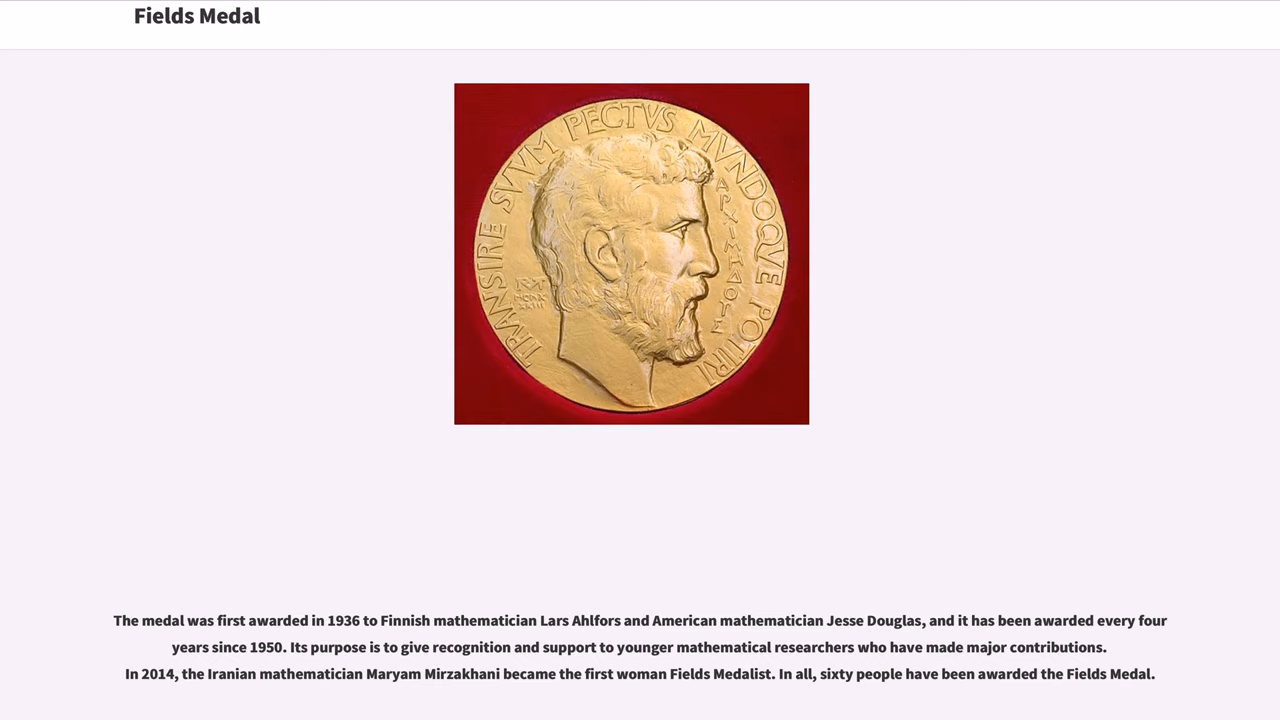 Fields Medal
TRANSIRE SVVM PECTVS MVNDOQVE POTIRI
ΑΡΧΙΜΗΔΟΥΣ
The medal was first awarded in 1936 to Finnish mathematician Lars Ahlfors and American mathematician Jesse Douglas, and it has been awarded every four
years since 1950. Its purpose is to give recognition and support to younger mathematical researchers who have made major contributions.
In 2014, the Iranian mathematician Maryam Mirzakhani became the first woman Fields Medalist. In all, sixty people have been awarded the Fields Medal.